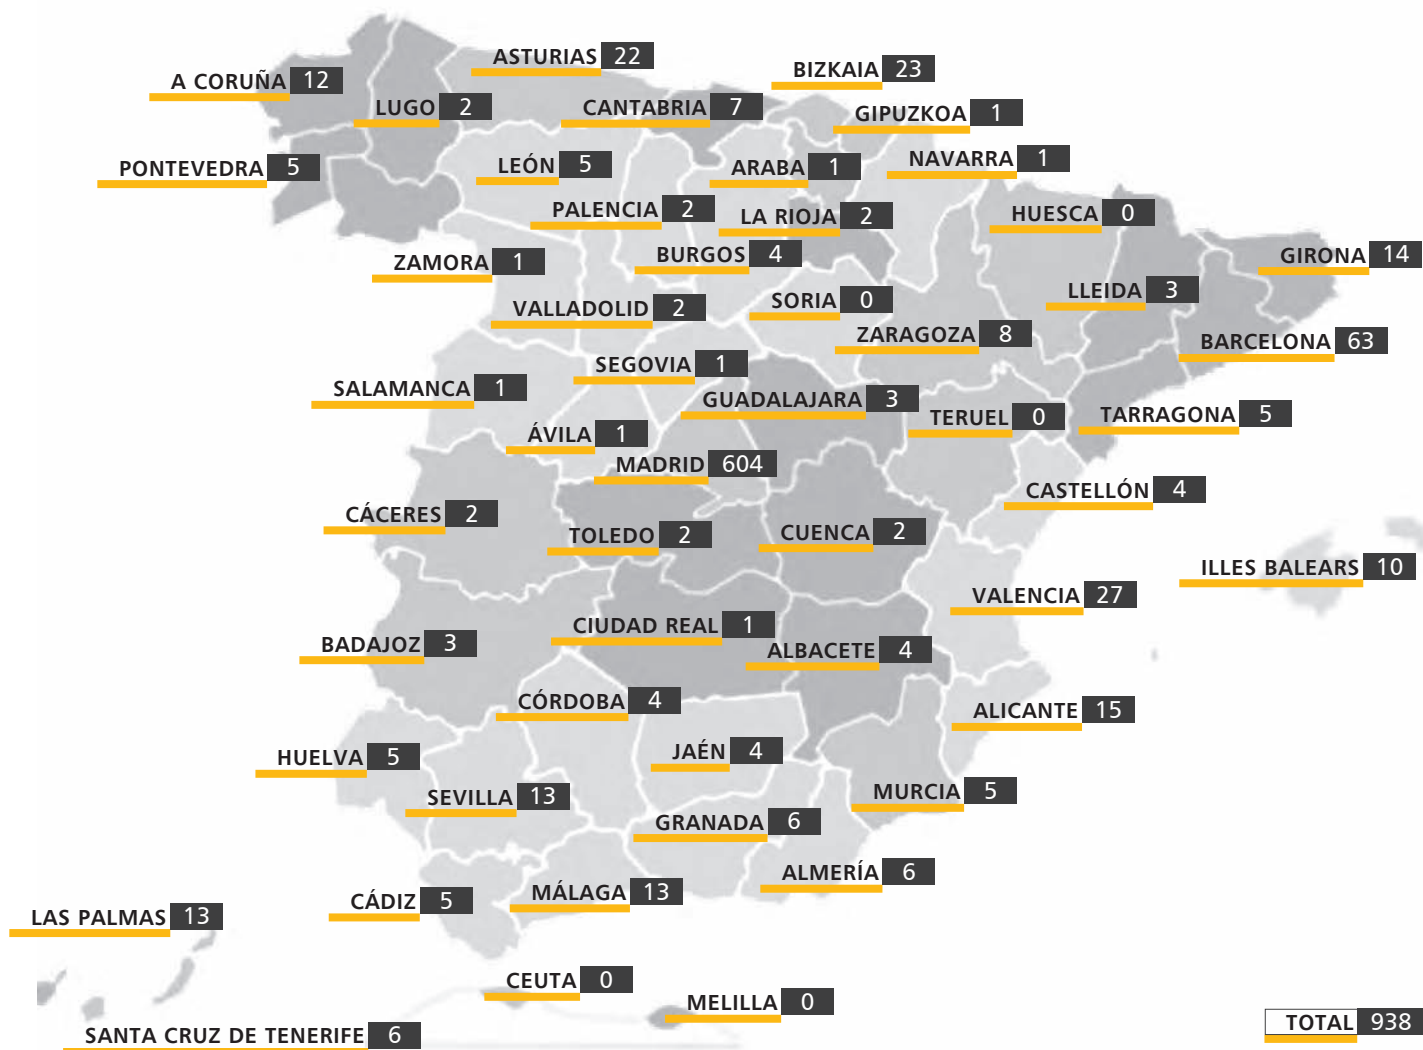 ASTURIAS 22
BIZKAIA 23
A CORUÑA 12
LUGO 2
CANTABRIA 7
GIPUZKOA 1
PONTEVEDRA 5
LEÓN 5
ARABA 1
NAVARRA 1
PALENCIA 2
LA RIOJA 2
HUESCA 0
ZAMORA 1
BURGOS 4
GIRONA 14
VALLADOLID 2
SORIA 0
LLEIDA 3
ZARAGOZA 8
BARCELONA 63
SEGOVIA 1
SALAMANCA 1
GUADALAJARA 3
TERUEL 0
TARRAGONA 5
ÁVILA 1
MADRID 604
CASTELLÓN 4
CÁCERES 2
TOLEDO 2
CUENCA 2
ILLES BALEARS 10
VALENCIA 27
CIUDAD REAL 1
BADAJOZ 3
ALBACETE 4
CÓRDOBA 4
ALICANTE 15
HUELVA 5
JAÉN 4
SEVILLA 13
MURCIA 5
GRANADA 6
ALMERÍA 6
CÁDIZ 5
MÁLAGA 13
LAS PALMAS 13
CEUTA 0
MELILLA 0
SANTA CRUZ DE TENERIFE 6
TOTAL 938